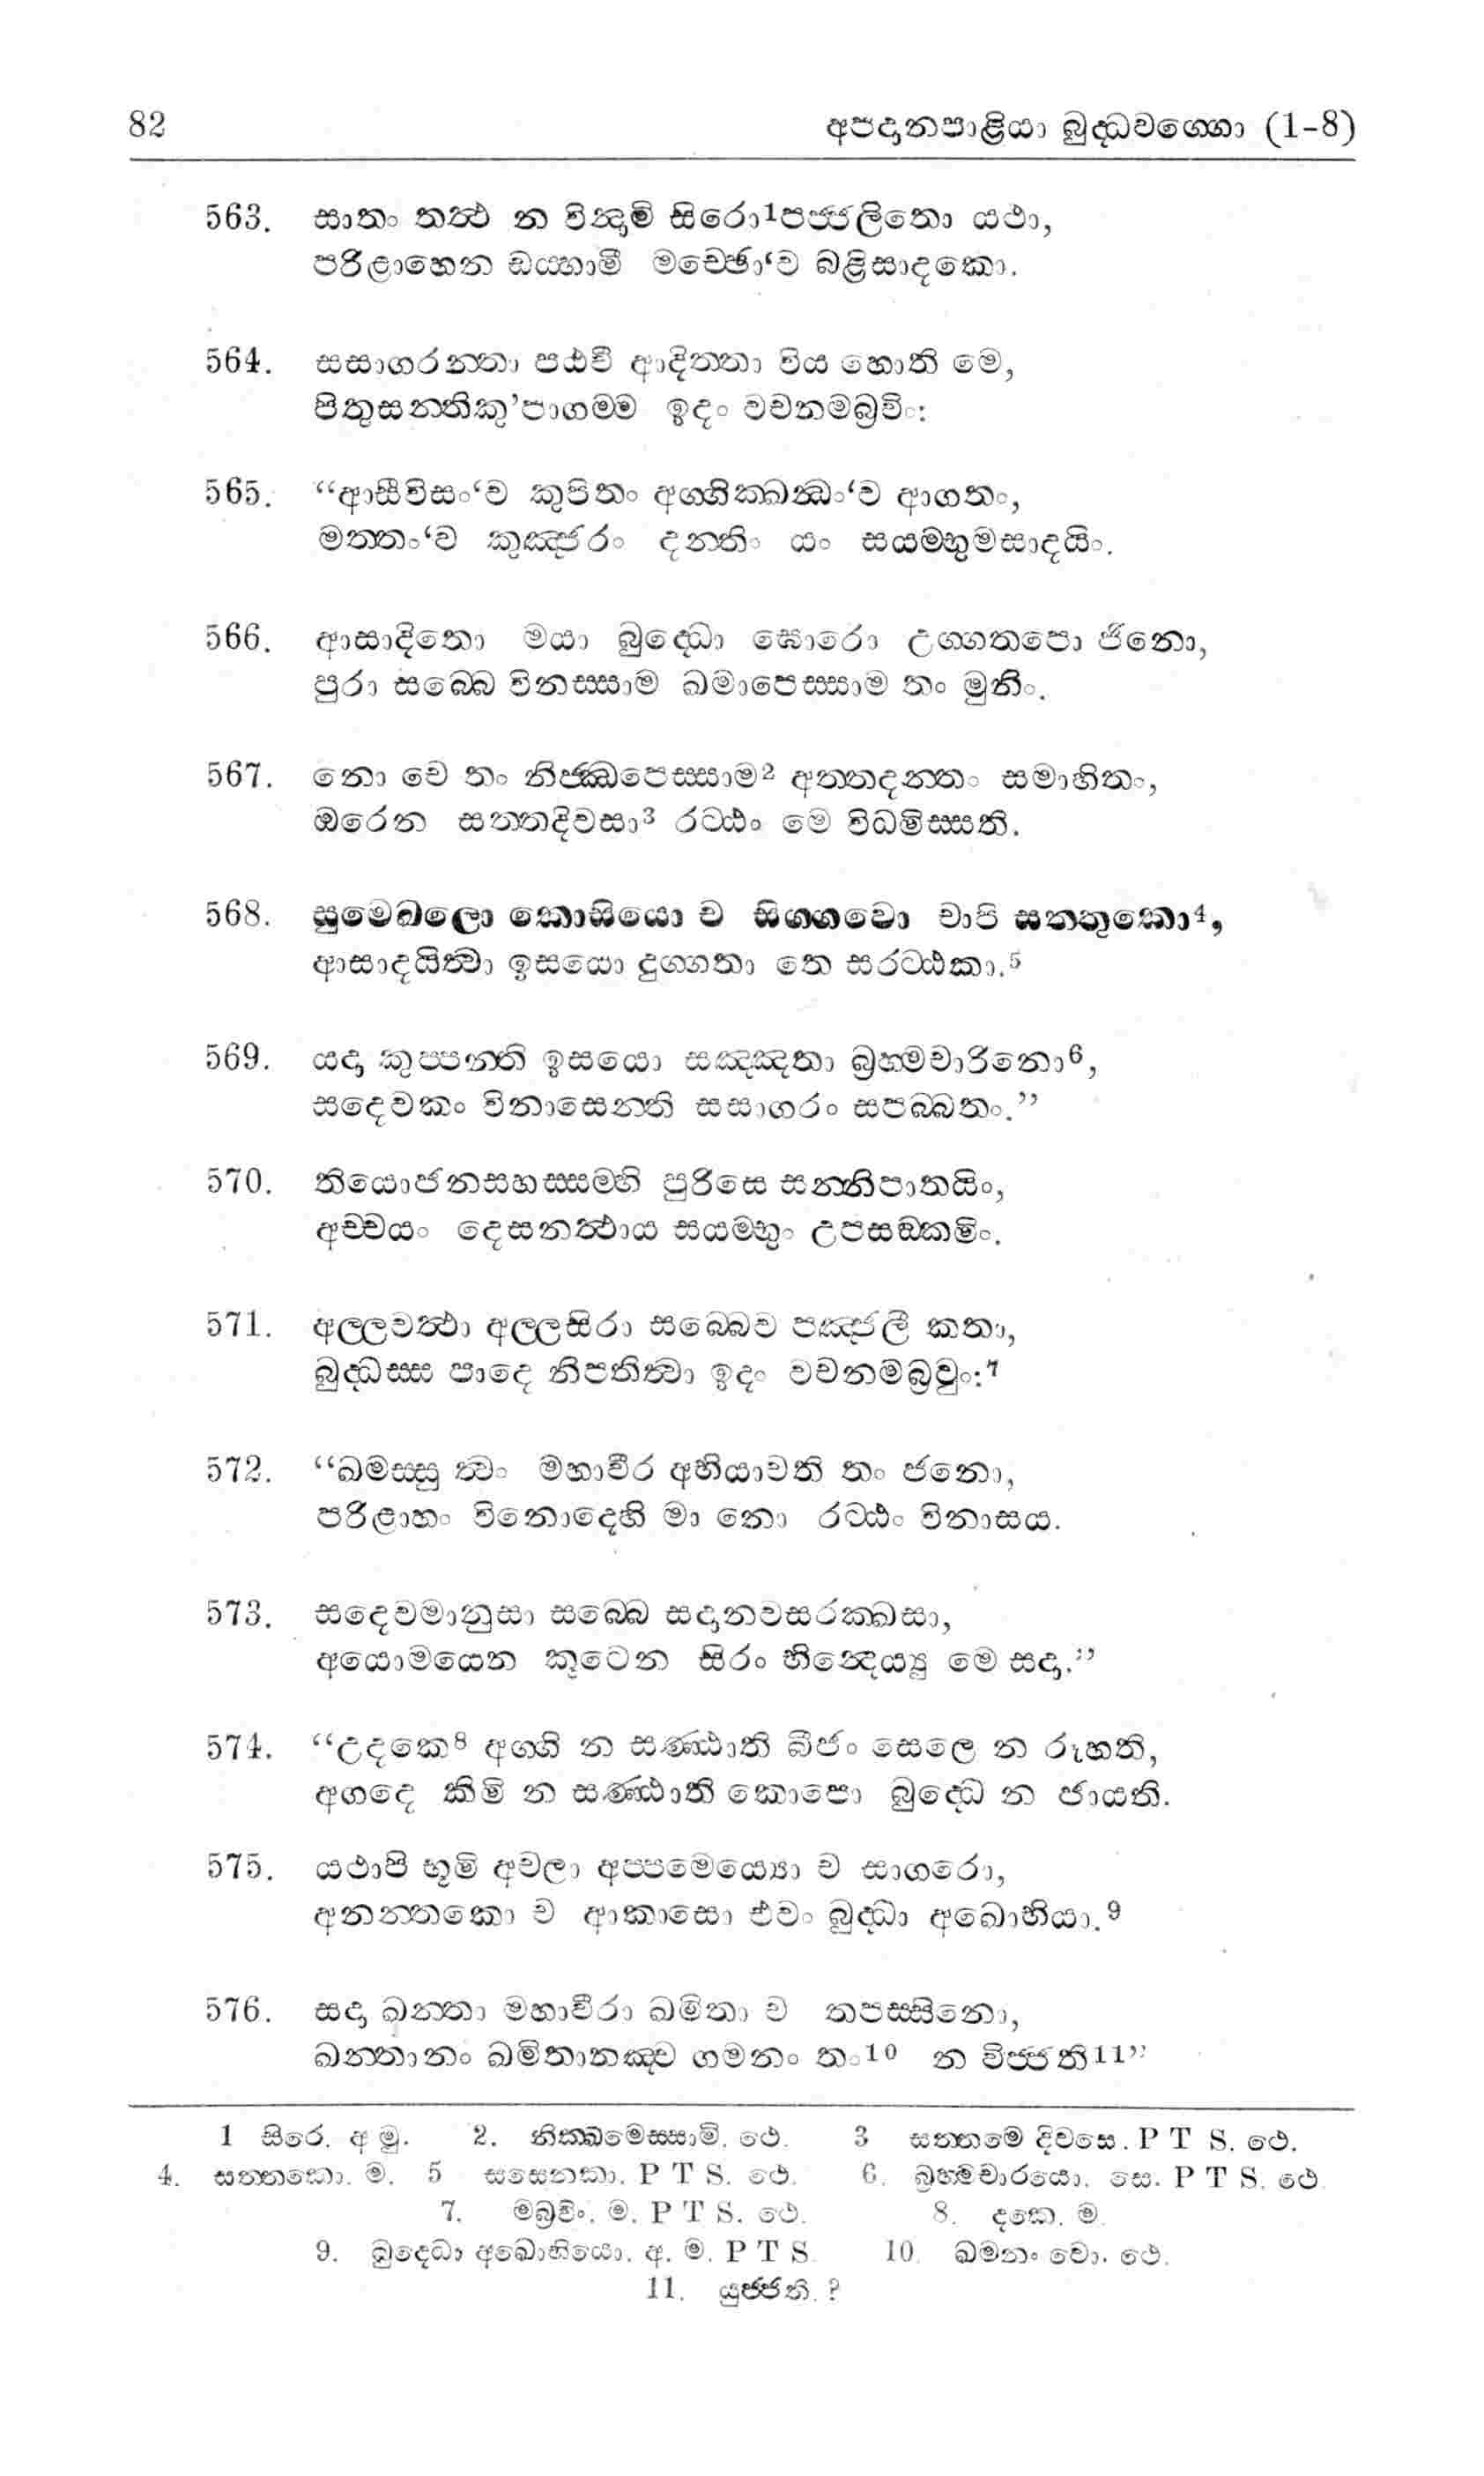 82 අපදානපාළියා බුද්ධවග්ගො (1-8)
563. සාතං තත්ථ න වින්දාමි සිරො1පජ්ජලිතො යථා,
පරිළාහෙන ඩය්හාමි මච්ඡො‘ව බළිසාදකො.
564. සසාගරන්තා පඨවි ආදිත්තා විය හොති මෙ,
පිතුසන්තිකු’පාගම්ම ඉදං වචනමබ්‍රවිං:
565. “ආසීවිසං‘ව කුපිතං අග්ගික්ඛන්ධං‘ව ආගතං,
මත්තං‘ව කුඤ්ජරං දන්තිං යං සයම්භුමසාදයිං.
566. ආසාදිතො මයා බුද්ධො ඝොරො උග්ගතපො ජිනො,
පුරා සබ්බෙ විනස්සාම ඛමාපෙස්සාම තං මුනිං.
567. නො චෙ තං නිජ්ඣාපෙස්සාම2 අත්තදන්තං සමාහිතං,
ඔරෙන සත්තදිවසා3 රට්ඨං මෙ විධමිස්සති.
568. සුමෙඛලො කොසියො ච සිග්ගවො චාපි සත්තුකො4,
ආසාදයිත්වා ඉසයො දුග්ගතා තෙ සරට්ඨකා.5
569. යදා කුප්පන්ති ඉසයො සඤ්ඤතා බ්‍රහ්මචාරිනො6,
සදෙවකං විනාසෙන්ති සසාගරං සපබ්බතං.”
570. තියොජනසහස්සම්හි පුරිසෙ සන්නිපාතයිං,
අච්චයං දෙසනත්ථාය සයම්භුං උපසඞ්කමිං.
571. අල්ලවත්ථා අල්ලසිරා සබ්බෙව පඤ්ජලී කතා,
බුද්ධස්ස පාදෙ නිපතිත්වා ඉදං වචනමබ්‍රවුං:7
572. “ඛමස්සු ත්වං මහාවීර අභියාචති තං ජනො,
පරිළාහං විනොදෙහි මා නො රට්ඨං විනාසය.
573. සදෙවමානුසා සබ්බෙ සදානවසරක්ඛසා,
අයොමයෙන කූටෙන සිරං භින්දෙය්‍යු මෙ සදා.”
574. “උදකෙ8 අග්ගි න සණ්ඨාති බීජං සෙලෙ න රූහති,
අගදෙ කිමි න සණ්ඨාති කොපො බුද්ධෙ න ජායති.
575. යථාපි භූමි අචලා අප්පමෙය්‍යො ච සාගරො,
අනන්තකො ච ආකාසො එවං බුද්ධා අඛොභියා.9
576. සදා ඛන්තා මහාවීරා ඛමිතා ච තපස්සිනො,
ඛන්තානං ඛමිතානඤ්ච ගමනං තං10 න විජ්ජති11”
1 සිරෙ. අ මු. 2. නික්ඛමෙස්සාමි. ථෙ. 3 සත්තමෙ දිවසෙ. P T S. ථෙ.
4. සත්තකො. ම. 5 සසෙනකා. P T S. ථෙ. 6. බ්‍රහ්මචාරයො. සෙ. P T S. ථෙ.
7. මබ්‍රවිං. ම. P T S. ථෙ. 8. දකෙ. ම.
9. බුද්ධො අඛොභියො. අ. ම. P T S. 10. ඛමනං වො. ථෙ.
11. යුජ්ජති. ?